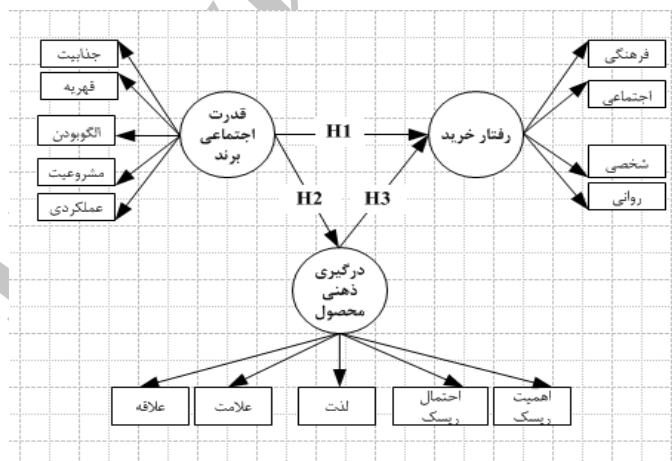 جذابیت
قهریه
الگوبودن
مشروعیت
عملکردی
قدرت
اجتماعی
برند
H1
H2
H3
رفتار خرید
فرهنگی
اجتماعی
شخصی
روانی
درگیری
ذهنی
محصول
اهمیت
ریسک
احتمال
ریسک
لذت
علامت
علاقه